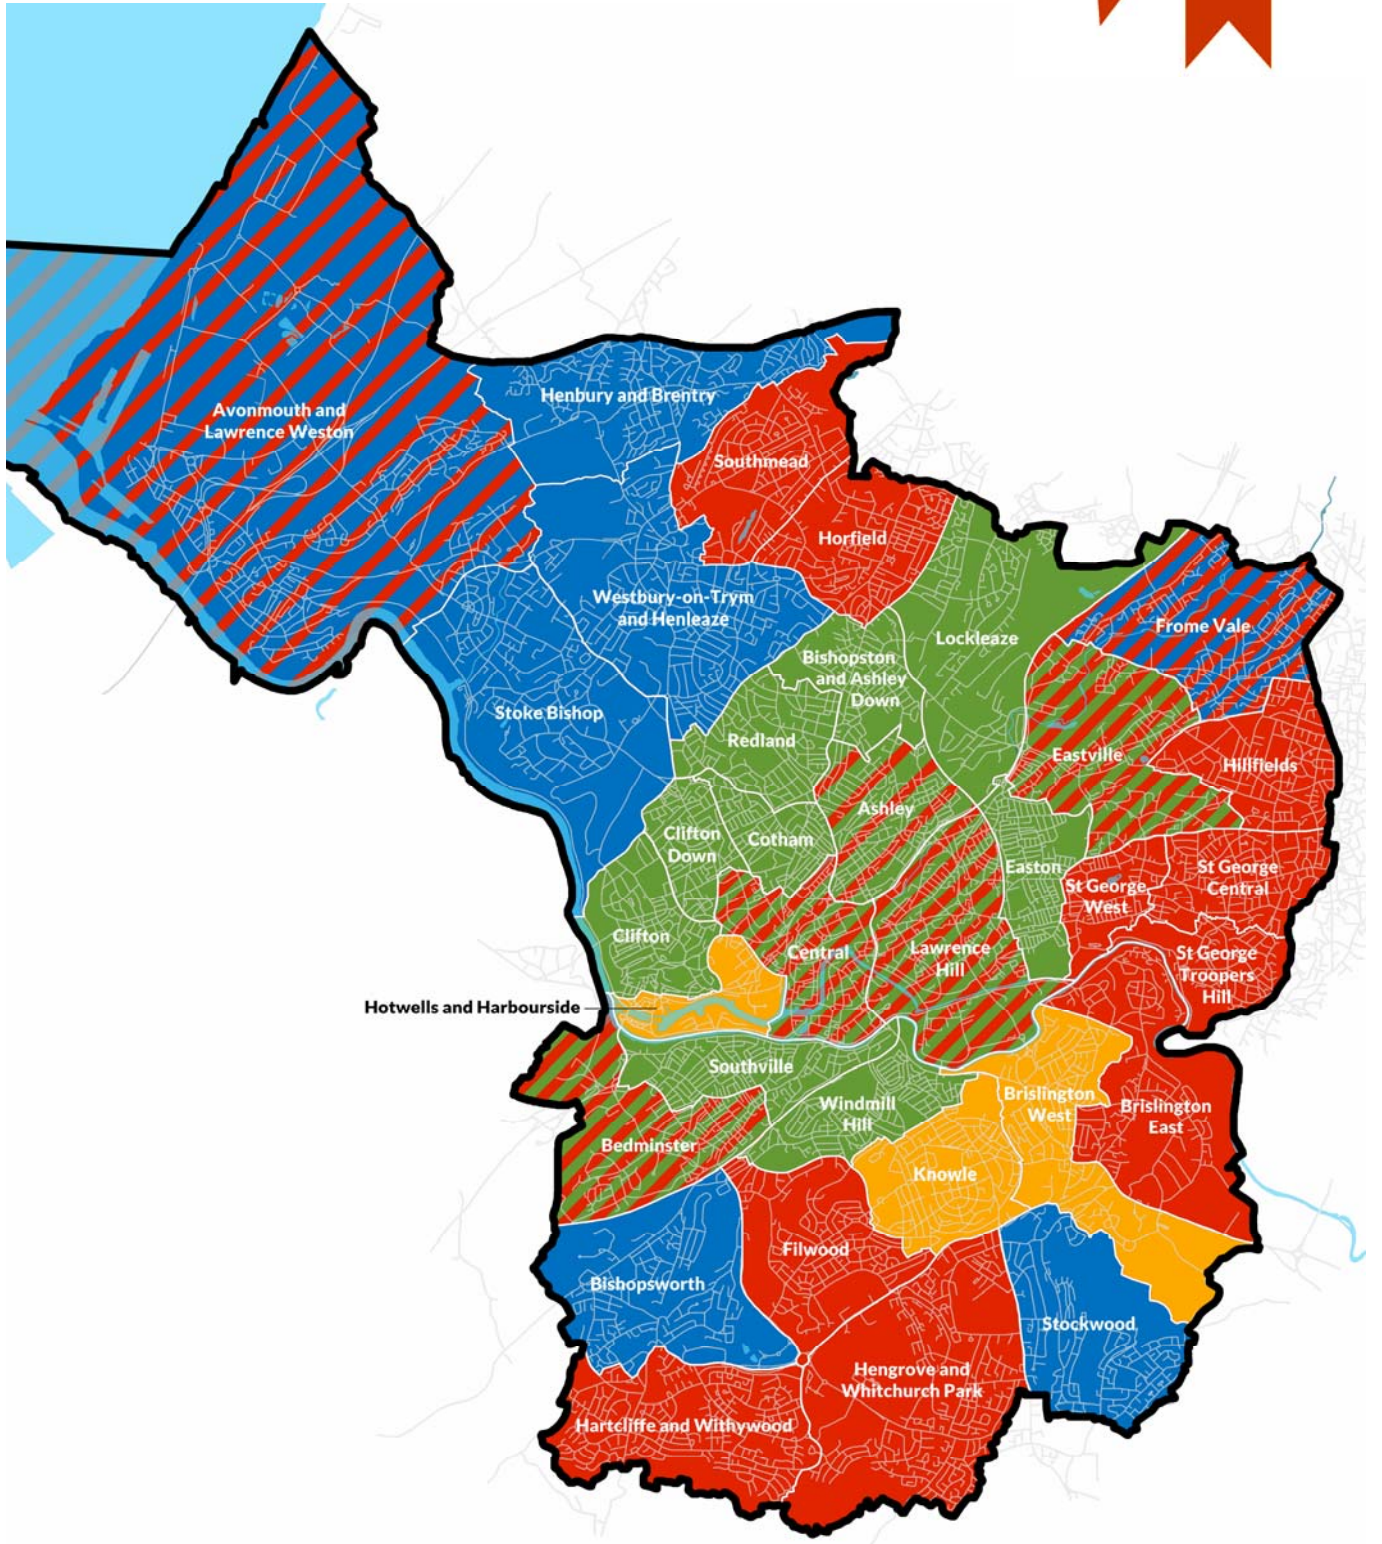 Avonmouth and
Lawrence Weston
Henbury and Brentry
Southmead
Horfield
Westbury-on-Trym
and Henleaze
Lockleaze
Frome Vale
Bishopston
and Ashley
Down
Stoke Bishop
Redland
Eastville
Hillfields
Ashley
Clifton
Down
Cotham
Easton
St George
West
St George
Central
Clifton
Central
Lawrence
Hill
St George
Troopers
Hill
Hotwells and Harbourside
Southville
Windmill
Hill
Brislington
West
Brislington
East
Bedminster
Knowle
Filwood
Bishopsworth
Stockwood
Hengrove and
Whitchurch Park
Hartcliffe and Withywood